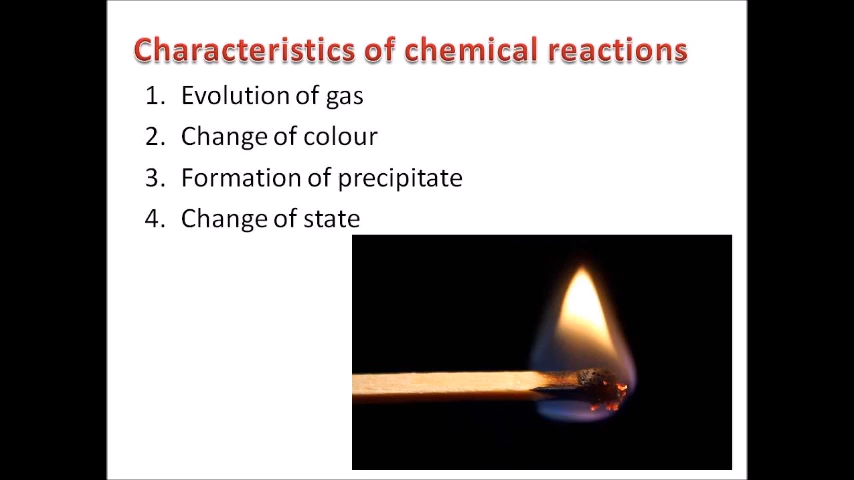 Characteristics of chemical reactions
1. Evolution of gas
2. Change of colour
3. Formation of precipitate
4. Change of state